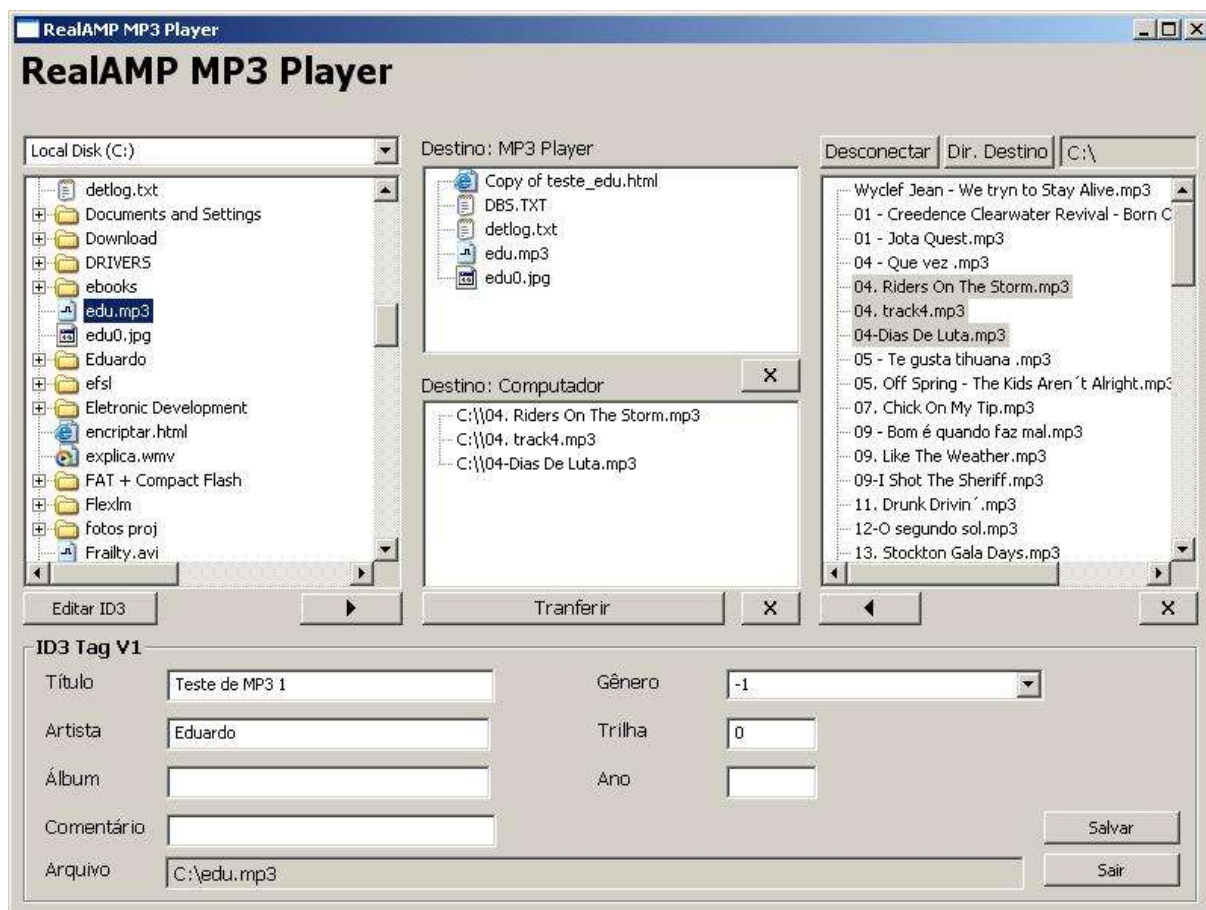 RealAMP MP3 Player
RealAMP MP3 Player
Local Disk (C:)
detlog.txt
Documents and Settings
Download
DRIVERS
ebooks
edu.mp3
edu0.jpg
Eduardo
efsl
Eletronic Development
encriptar.html
explica.wmv
FAT + Compact Flash
Flexlm
fotos proj
Frailty.avi
Editar ID3
Destino: MP3 Player
Copy of teste_edu.html
DBS.TXT
detlog.txt
edu.mp3
edu0.jpg
X
Destino: Computador
C:\\04. Riders On The Storm.mp3
C:\\04. track4.mp3
C:\\04-Dias De Luta.mp3
Tranferir
X
Desconectar
Dir. Destino
C:\
Wyclef Jean - We tryn to Stay Alive.mp3
01 - Creedence Clearwater Revival - Born C
01 - Jota Quest.mp3
04 - Que vez .mp3
04. Riders On The Storm.mp3
04. track4.mp3
04-Dias De Luta.mp3
05 - Te gusta tihuana .mp3
05. Off Spring - The Kids Aren´t Alright.mp3
07. Chick On My Tip.mp3
09 - Bom é quando faz mal.mp3
09. Like The Weather.mp3
09-I Shot The Sheriff.mp3
11. Drunk Drivin´.mp3
12-O segundo sol.mp3
13. Stockton Gala Days.mp3
X
ID3 Tag V1
Título
Teste de MP3 1
Gênero
-1
Artista
Eduardo
Trilha
0
Álbum
Ano
Comentário
Salvar
Arquivo
C:\edu.mp3
Sair